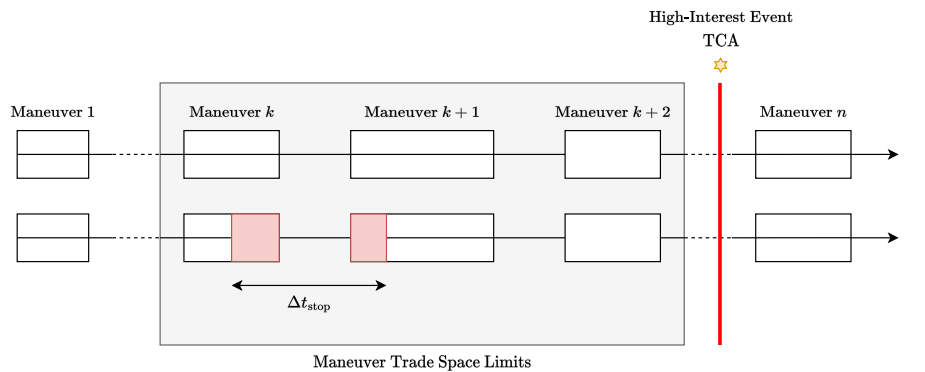 High-Interest Event
TCA
Maneuver 1
Maneuver k
Maneuver k + 1
Maneuver k + 2
Maneuver n
Δt_stop
Maneuver Trade Space Limits